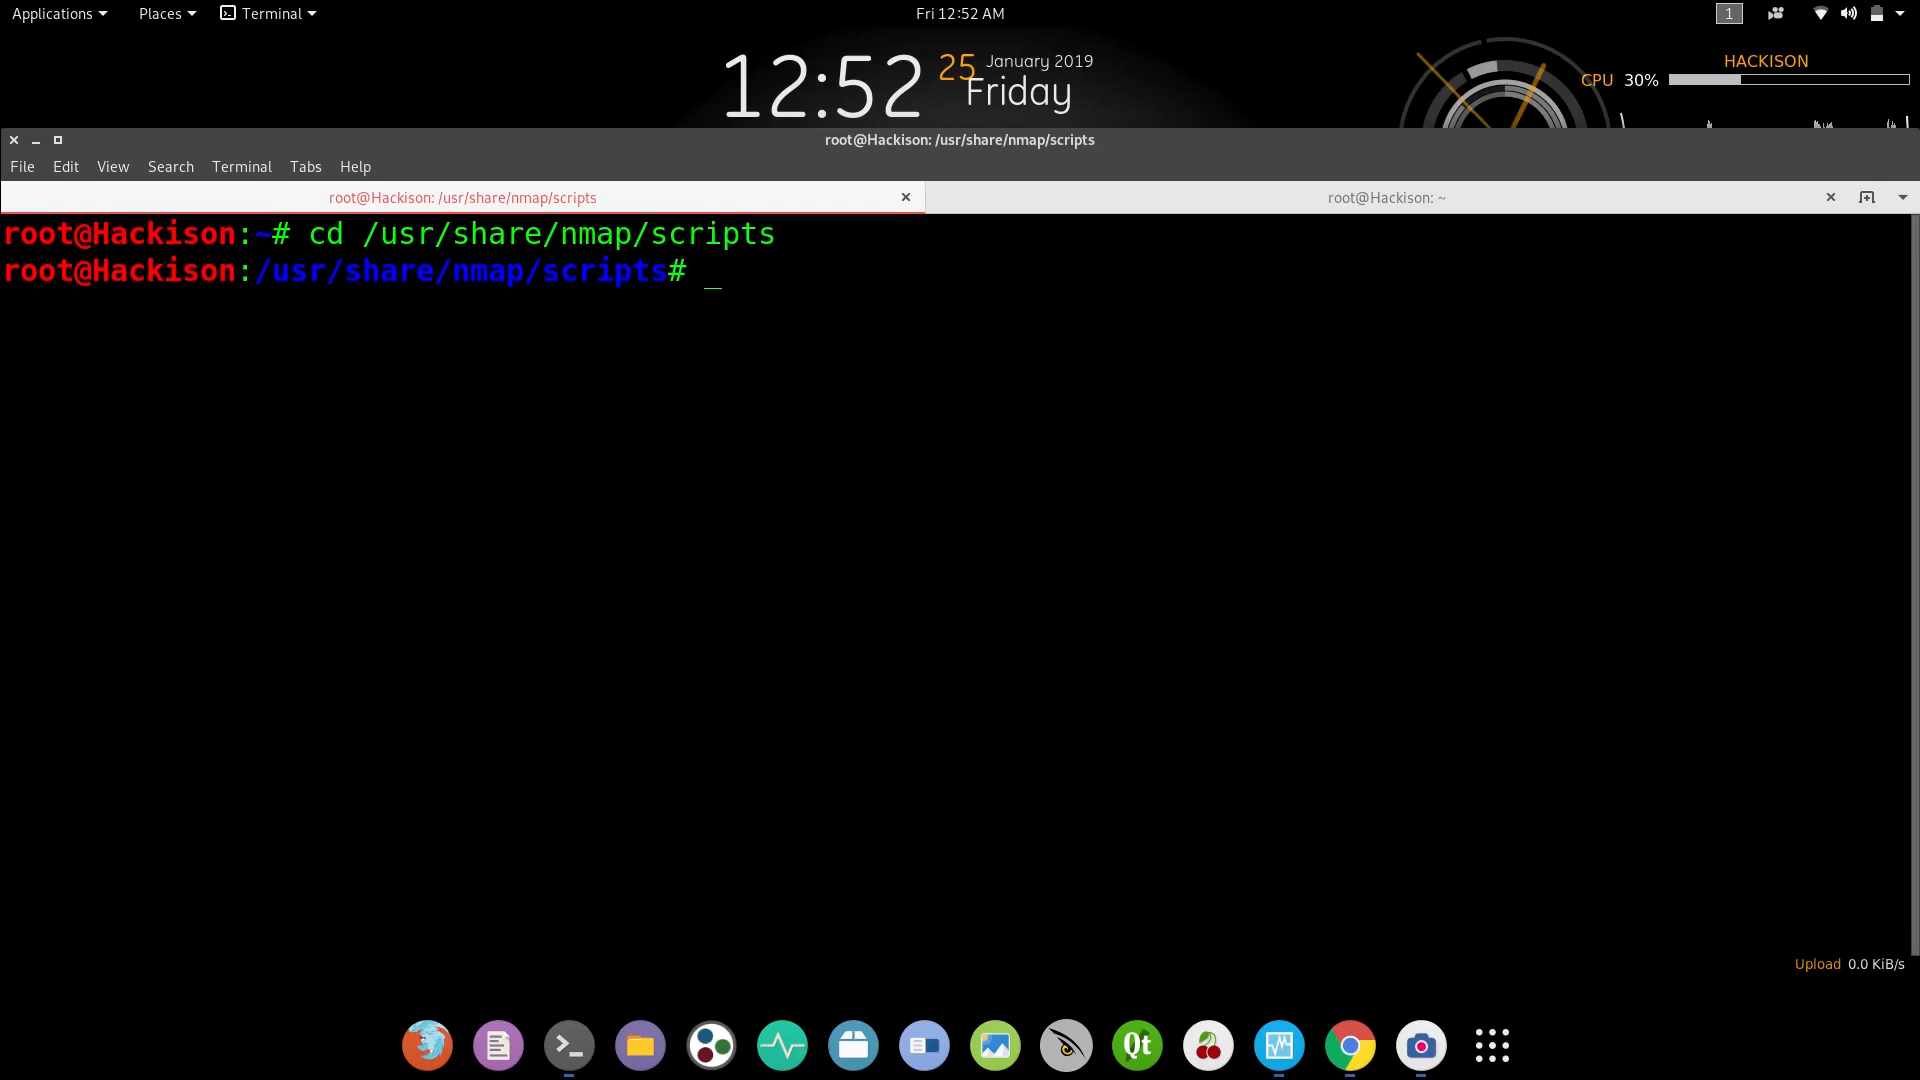 Applications Places Terminal Fri 12:52 AM 1
12:52 25 January 2019
Friday
HACKISON
CPU 30%
root@Hackison: /usr/share/nmap/scripts
File Edit View Search Terminal Tabs Help
root@Hackison: /usr/share/nmap/scripts root@Hackison: ~
root@Hackison:~# cd /usr/share/nmap/scripts
root@Hackison:/usr/share/nmap/scripts# _
Upload 0.0 KiB/s
Qt